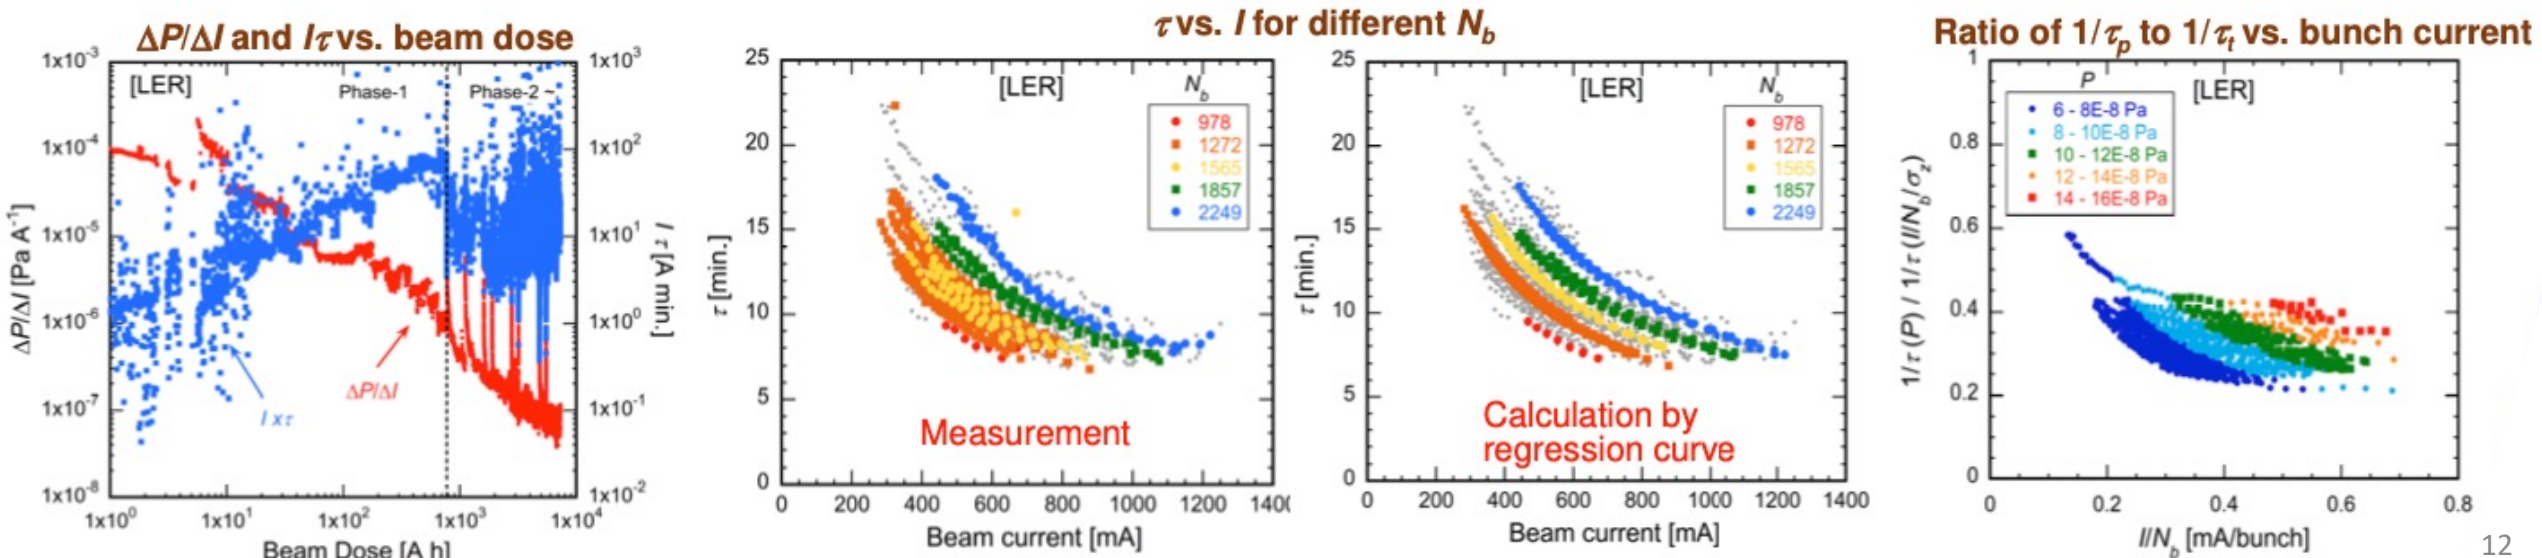 ΔP/ΔI and Iτ vs. beam dose
1x10⁻³
1x10⁻⁴
1x10⁻⁵
1x10⁻⁶
1x10⁻⁷
1x10⁻⁸
ΔP/ΔI [Pa A⁻¹]
[LER]
Phase-1
Phase-2 ~
I xτ
ΔP/ΔI
1x10³
1x10²
1x10¹
1x10⁰
1x10⁻¹
1x10⁻²
I τ [A min.]
1x10⁰ 1x10¹ 1x10² 1x10³ 1x10⁴
Beam Dose [A h]
τ vs. I for different Nb
25
20
15
10
5
0
τ [min.]
[LER]
Nb
978
1272
1565
1857
2249
Measurement
0 200 400 600 800 1000 1200 140
Beam current [mA]
25
20
15
10
5
0
τ [min.]
[LER]
Nb
978
1272
1565
1857
2249
Calculation by
regression curve
0 200 400 600 800 1000 1200 1400
Beam current [mA]
Ratio of 1/τp to 1/τt vs. bunch current
1
0.8
0.6
0.4
0.2
0
1/τ (P) / 1/τ (I/Nb/σz)
P
[LER]
6 - 8E-8 Pa
8 - 10E-8 Pa
10 - 12E-8 Pa
12 - 14E-8 Pa
14 - 16E-8 Pa
0 0.2 0.4 0.6 0.8
I/Nb [mA/bunch]
12